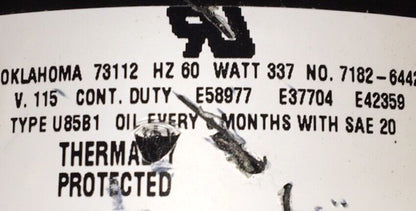 OKLAHOMA 73112 HZ 60 WATT 337 NO. 7182-6442
V. 115 CONT. DUTY E58977 E37704 E42359
TYPE U85B1 OIL EVERY MONTHS WITH SAE 20
THERMALLY
PROTECTED